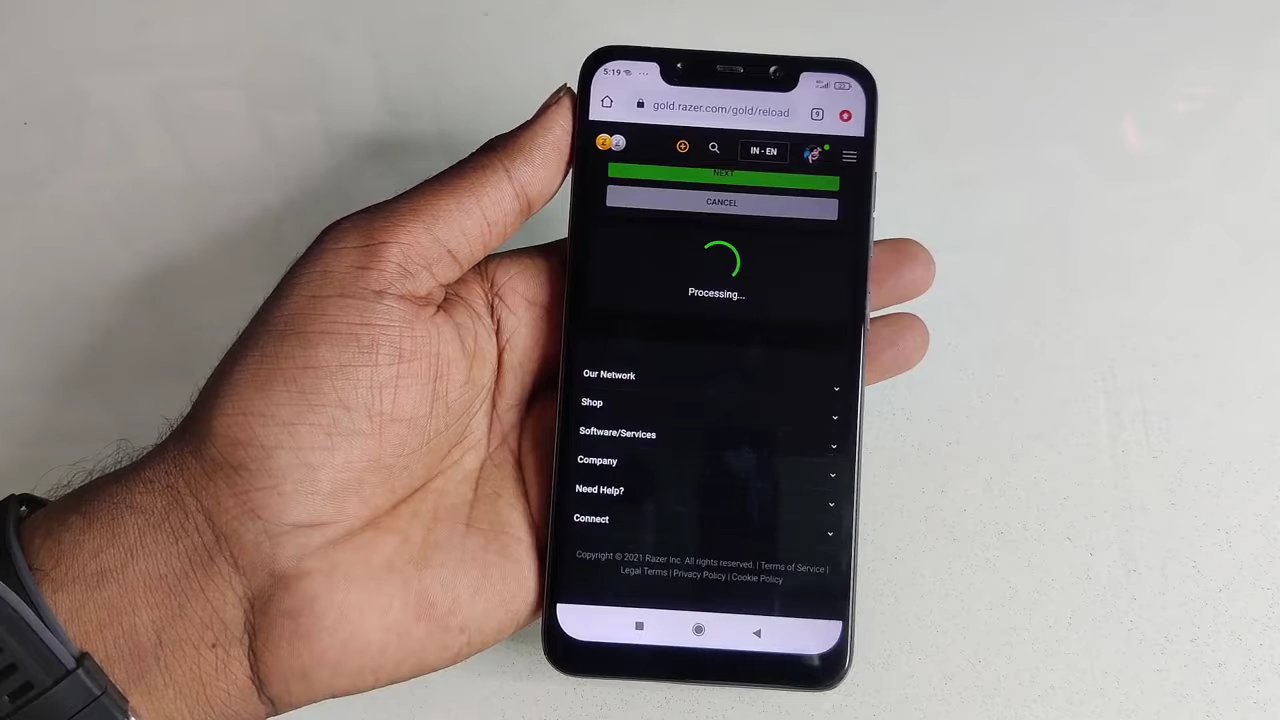 5:19
gold.razer.com/gold/reload
9
IN - EN
NEXT
CANCEL
Processing...
Our Network
Shop
Software/Services
Company
Need Help?
Connect
Copyright © 2021 Razer Inc. All rights reserved. | Terms of Service |
Legal Terms | Privacy Policy | Cookie Policy